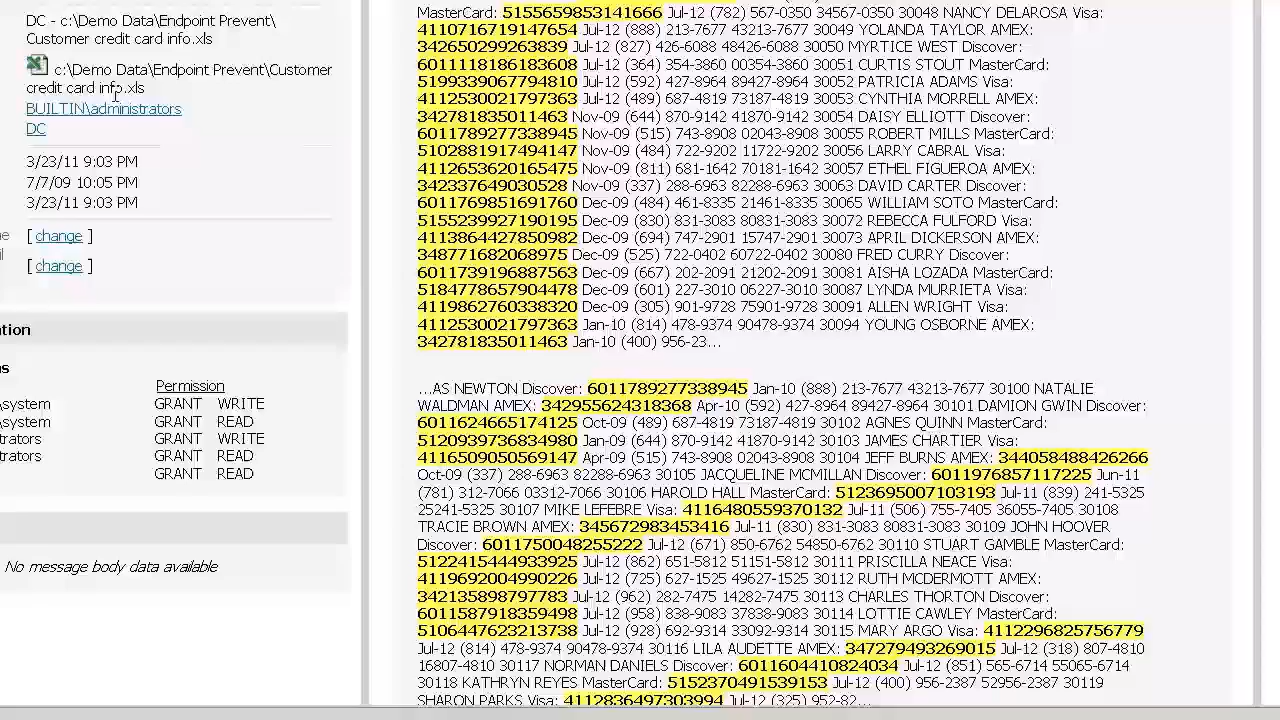 DC - c:\Demo Data\Endpoint Prevent\
Customer credit card info.xls
c:\Demo Data\Endpoint Prevent\Customer
credit card info.xls
BUILTIN\administrators
DC
3/23/11 9:03 PM
7/7/09 10:05 PM
3/23/11 9:03 PM
[ change ]
[ change ]
Permission
\system GRANT WRITE
\system GRANT READ
GRANT WRITE
GRANT READ
GRANT READ
No message body data available
MasterCard: 5155659853141666 Jul-12 (782) 567-0350 34567-0350 30048 NANCY DELAROSA Visa:
4110716719147654 Jul-12 (888) 213-7677 43213-7677 30049 YOLANDA TAYLOR AMEX:
342650299263839 Jul-12 (827) 426-6088 48426-6088 30050 MYRTICE WEST Discover:
6011118186183608 Jul-12 (364) 354-3860 00354-3860 30051 CURTIS STOUT MasterCard:
5199339067794810 Jul-12 (592) 427-8964 89427-8964 30052 PATRICIA ADAMS Visa:
4112530021797363 Jul-12 (489) 687-4819 73187-4819 30053 CYNTHIA MORRELL AMEX:
342781835011463 Nov-09 (644) 870-9142 41870-9142 30054 DAISY ELLIOTT Discover:
6011789277338945 Nov-09 (515) 743-8908 02043-8908 30055 ROBERT MILLS MasterCard:
5102881917494147 Nov-09 (484) 722-9202 11722-9202 30056 LARRY CABRAL Visa:
4112653620165475 Nov-09 (811) 681-1642 70181-1642 30057 ETHEL FIGUEROA AMEX:
342337649030528 Nov-09 (337) 288-6963 82288-6963 30063 DAVID CARTER Discover:
6011769851691760 Dec-09 (484) 461-8335 21461-8335 30065 WILLIAM SOTO MasterCard:
5155239927190195 Dec-09 (830) 831-3083 80831-3083 30072 REBECCA FULFORD Visa:
4113864427850982 Dec-09 (694) 747-2901 15747-2901 30073 APRIL DICKERSON AMEX:
348771682068975 Dec-09 (525) 722-0402 60722-0402 30080 FRED CURRY Discover:
6011739196887563 Dec-09 (667) 202-2091 21202-2091 30081 AISHA LOZADA MasterCard:
5184778657904478 Dec-09 (601) 227-3010 06227-3010 30087 LYNDA MURRIETA Visa:
4119862760338320 Dec-09 (305) 901-9728 75901-9728 30091 ALLEN WRIGHT Visa:
4112530021797363 Jan-10 (814) 478-9374 90478-9374 30094 YOUNG OSBORNE AMEX:
342781835011463 Jan-10 (400) 956-23...
...AS NEWTON Discover: 6011789277338945 Jan-10 (888) 213-7677 43213-7677 30100 NATALIE
WALDMAN AMEX: 342955624318368 Apr-10 (592) 427-8964 89427-8964 30101 DAMION GWIN Discover:
6011624665174125 Oct-09 (489) 687-4819 73187-4819 30102 AGNES QUINN MasterCard:
5120939736834980 Jan-09 (644) 870-9142 41870-9142 30103 JAMES CHARTIER Visa:
4116509050569147 Apr-09 (515) 743-8908 02043-8908 30104 JEFF BURNS AMEX: 344058488426266
Oct-09 (337) 288-6963 82288-6963 30105 JACQUELINE MCMILLAN Discover: 6011976857117225 Jun-11
(781) 312-7066 03312-7066 30106 HAROLD HALL MasterCard: 5123695007103193 Jul-11 (839) 241-5325
25241-5325 30107 MIKE LEFEBRE Visa: 4116480559370132 Jul-11 (506) 755-7405 36055-7405 30108
TRACIE BROWN AMEX: 345672983453416 Jul-11 (830) 831-3083 80831-3083 30109 JOHN HOOVER
Discover: 6011750048255222 Jul-12 (671) 850-6762 54850-6762 30110 STUART GAMBLE MasterCard:
5122415444933925 Jul-12 (862) 651-5812 51151-5812 30111 PRISCILLA NEACE Visa:
4119692004990226 Jul-12 (725) 627-1525 49627-1525 30112 RUTH MCDERMOTT AMEX:
342135898797783 Jul-12 (962) 282-7475 14282-7475 30113 CHARLES THORTON Discover:
6011587918359498 Jul-12 (958) 838-9083 37838-9083 30114 LOTTIE CAWLEY MasterCard:
5106447623213738 Jul-12 (928) 692-9314 33092-9314 30115 MARY ARGO Visa: 4112296825756779
Jul-12 (814) 478-9374 90478-9374 30116 LILA AUDETTE AMEX: 347279493269015 Jul-12 (318) 807-4810
16807-4810 30117 NORMAN DANIELS Discover: 6011604410824034 Jul-12 (851) 565-6714 55065-6714
30118 KATHRYN REYES MasterCard: 5152370491539153 Jul-12 (400) 956-2387 52956-2387 30119
SHARON PARKS Visa: 4112836497303994 Jul-12 (325) 952-82...